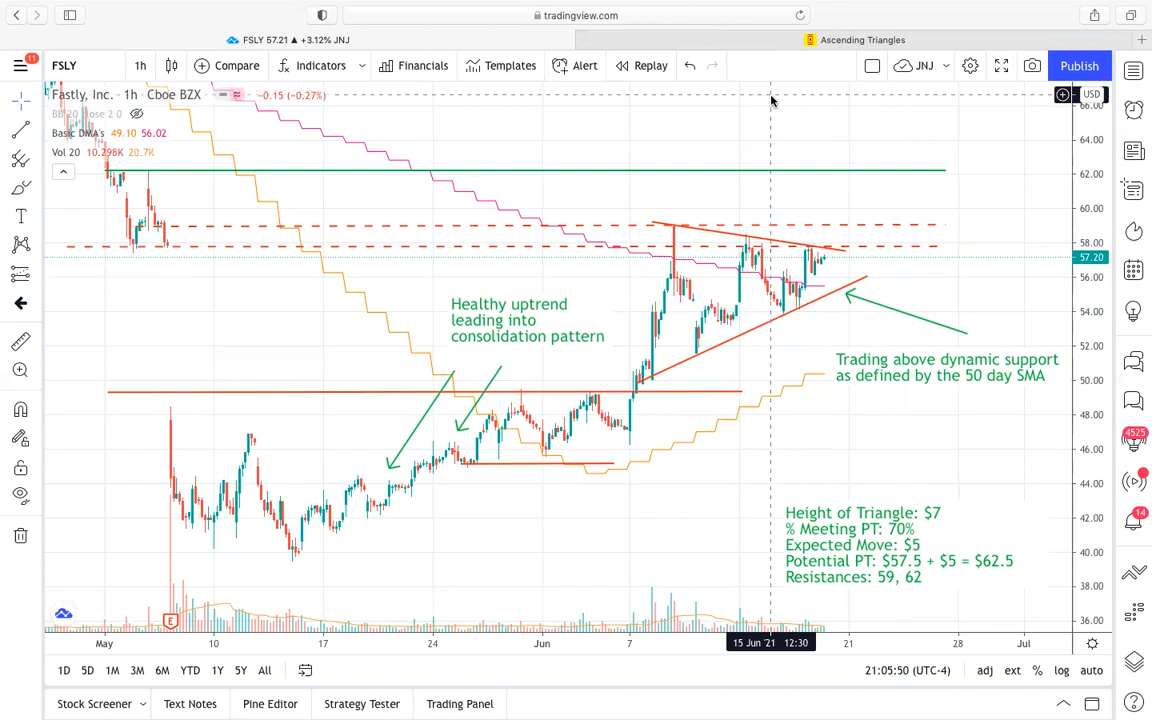 tradingview.com
FSLY 57.21 ▲ +3.12% JNJ
Ascending Triangles
11
FSLY 1h Compare Indicators Financials Templates Alert Replay JNJ Publish
Fastly, Inc. · 1h · Cboe BZX −0.15 (−0.27%)
USD
BB 20 close 2 0
Basic DMA's 49.10 56.02
Vol 20 10.298K 20.7K
66.00
64.00
62.00
60.00
58.00
57.20
56.00
54.00
52.00
50.00
48.00
46.00
44.00
42.00
40.00
38.00
36.00
Healthy uptrend
leading into
consolidation pattern
Trading above dynamic support
as defined by the 50 day SMA
Height of Triangle: $7
% Meeting PT: 70%
Expected Move: $5
Potential PT: $57.5 + $5 = $62.5
Resistances: 59, 62
4525
14
E
May 10 17 24 Jun 7 15 Jun '21 12:30 21 28 Jul
1D 5D 1M 3M 6M YTD 1Y 5Y All 21:05:50 (UTC-4) adj ext % log auto
Stock Screener Text Notes Pine Editor Strategy Tester Trading Panel